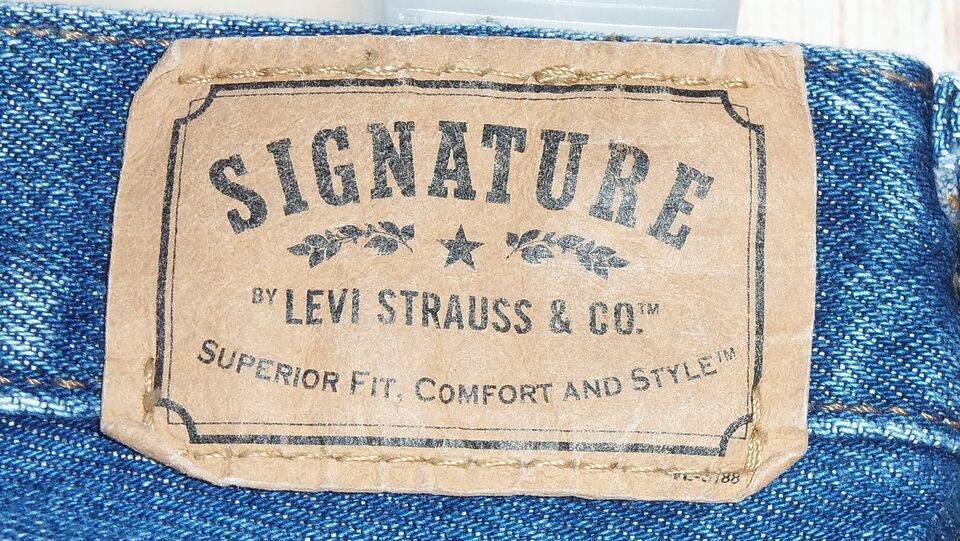 SIGNATURE
BY LEVI STRAUSS & CO.™
SUPERIOR FIT, COMFORT AND STYLE™